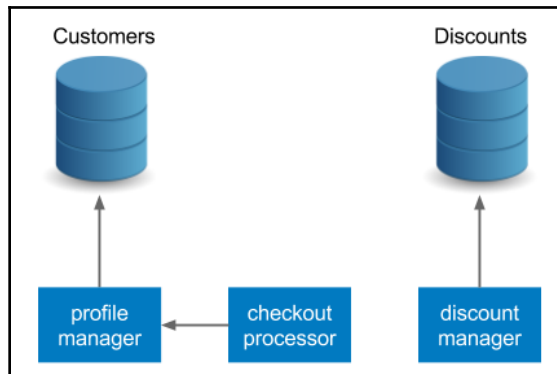 Customers
Discounts
profile
manager
checkout
processor
discount
manager